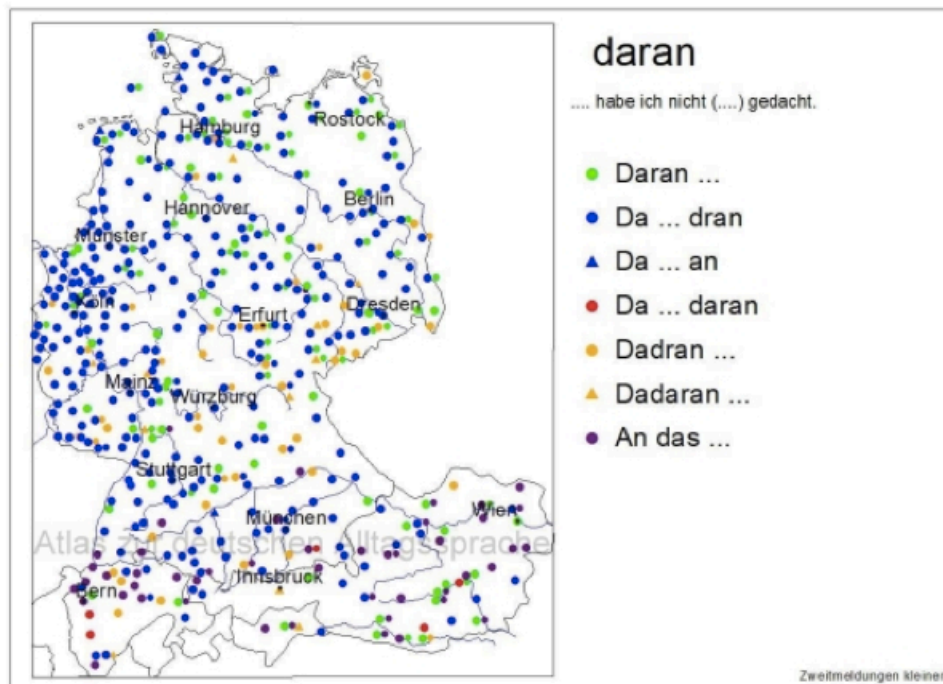 daran
.... habe ich nicht (....) gedacht.
Daran ...
Da ... dran
Da ... an
Da ... daran
Dadran ...
Dadaran ...
An das ...
Hamburg
Rostock
Hannover
Berlin
Münster
Köln
Erfurt
Dresden
Mainz
Würzburg
Stuttgart
München
Wien
Atlas zur deutschen Alltagssprache
Innsbruck
Bern
Zweitmeldungen kleiner